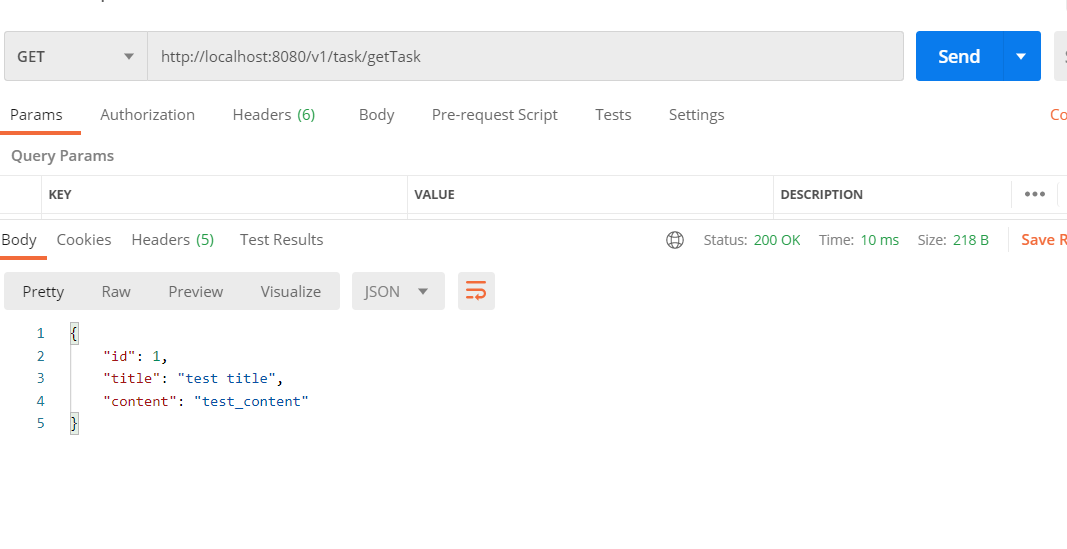 GET http://localhost:8080/v1/task/getTask Send
Params Authorization Headers (6) Body Pre-request Script Tests Settings Co
Query Params
KEY VALUE DESCRIPTION •••
Body Cookies Headers (5) Test Results Status: 200 OK Time: 10 ms Size: 218 B Save R
Pretty Raw Preview Visualize JSON
1 {
2 "id": 1,
3 "title": "test title",
4 "content": "test_content"
5 }